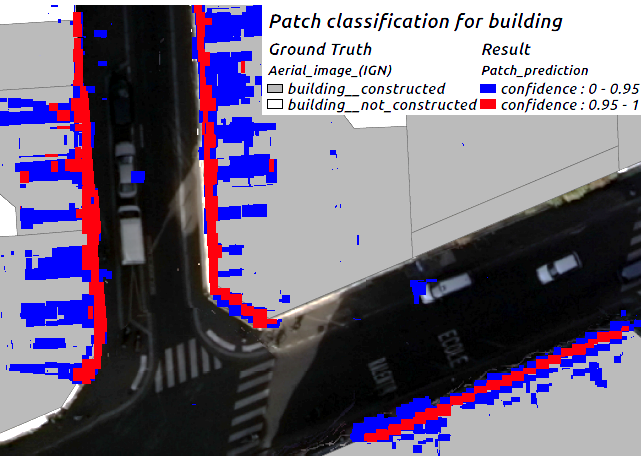 Patch classification for building
Ground Truth
Result
Aerial_image_(IGN)
Patch_prediction
building__constructed
confidence : 0 - 0.95
building__not_constructed
confidence : 0.95 - 1
ECOLE